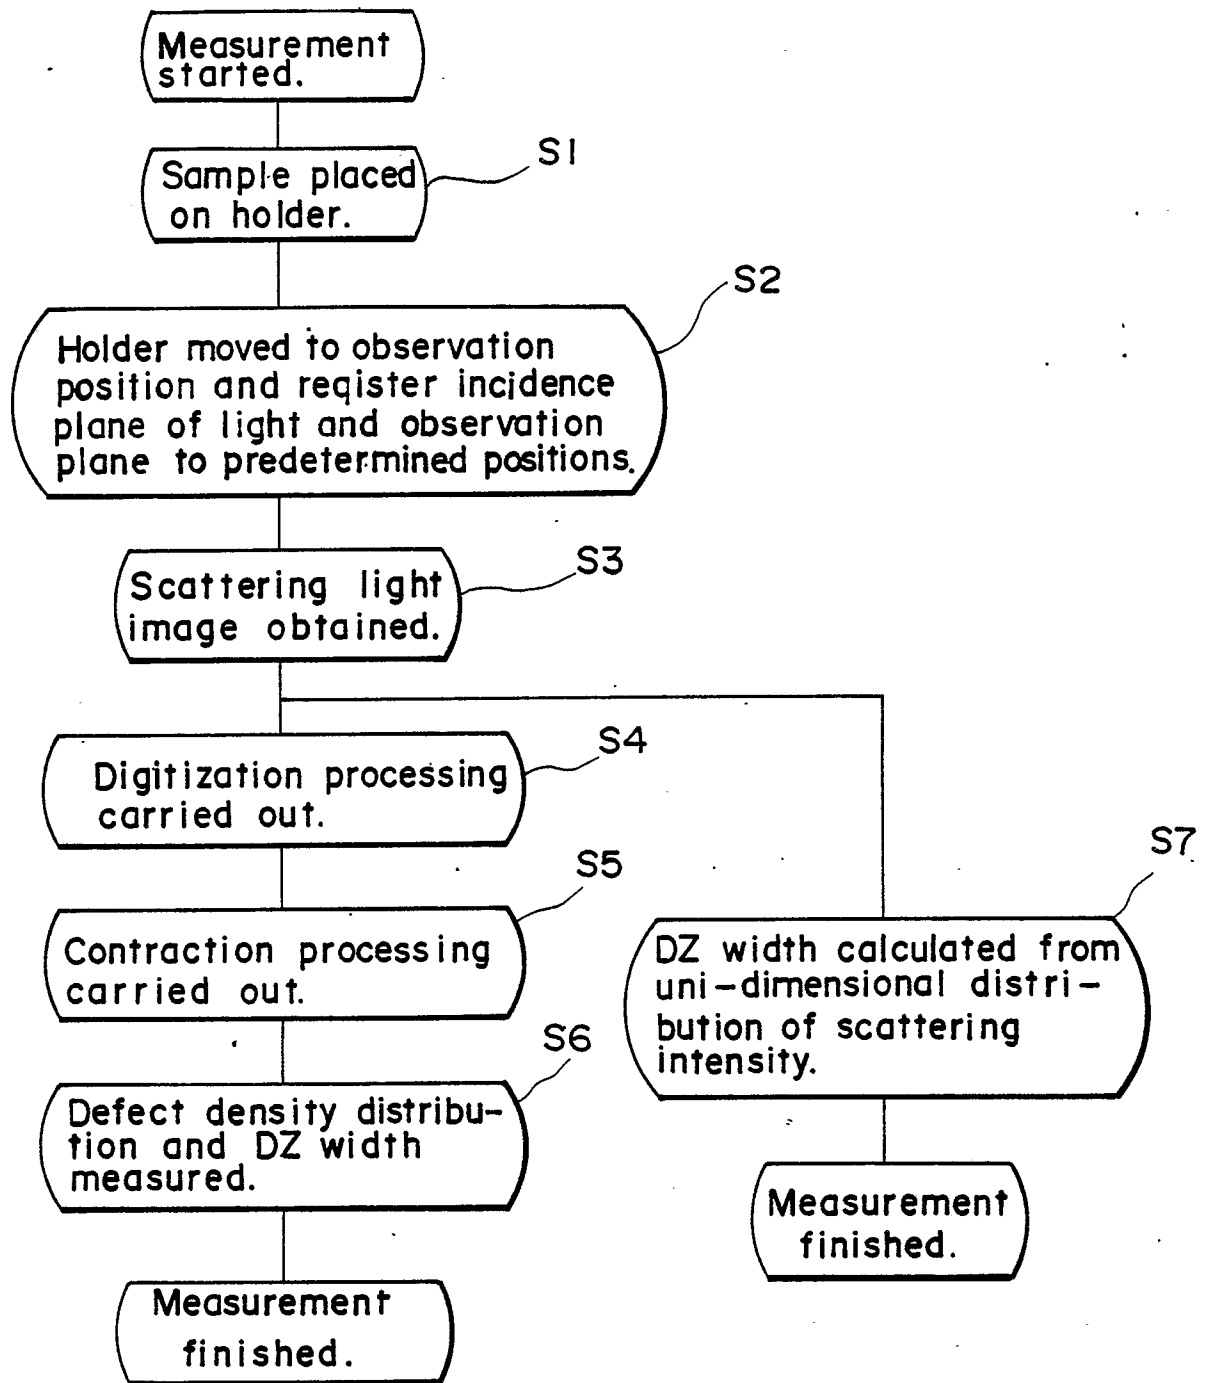 Measurement
started.
S1
Sample placed
on holder.
S2
Holder moved to observation
position and reqister incidence
plane of light and observation
plane to predetermined positions.
S3
Scattering light
image obtained.
S4
Digitization processing
carried out.
S5
Contraction processing
carried out.
S6
Defect density distribu-
tion and DZ width
measured.
Measurement
finished.
S7
DZ width calculated from
uni-dimensional distri-
bution of scattering
intensity.
Measurement
finished.